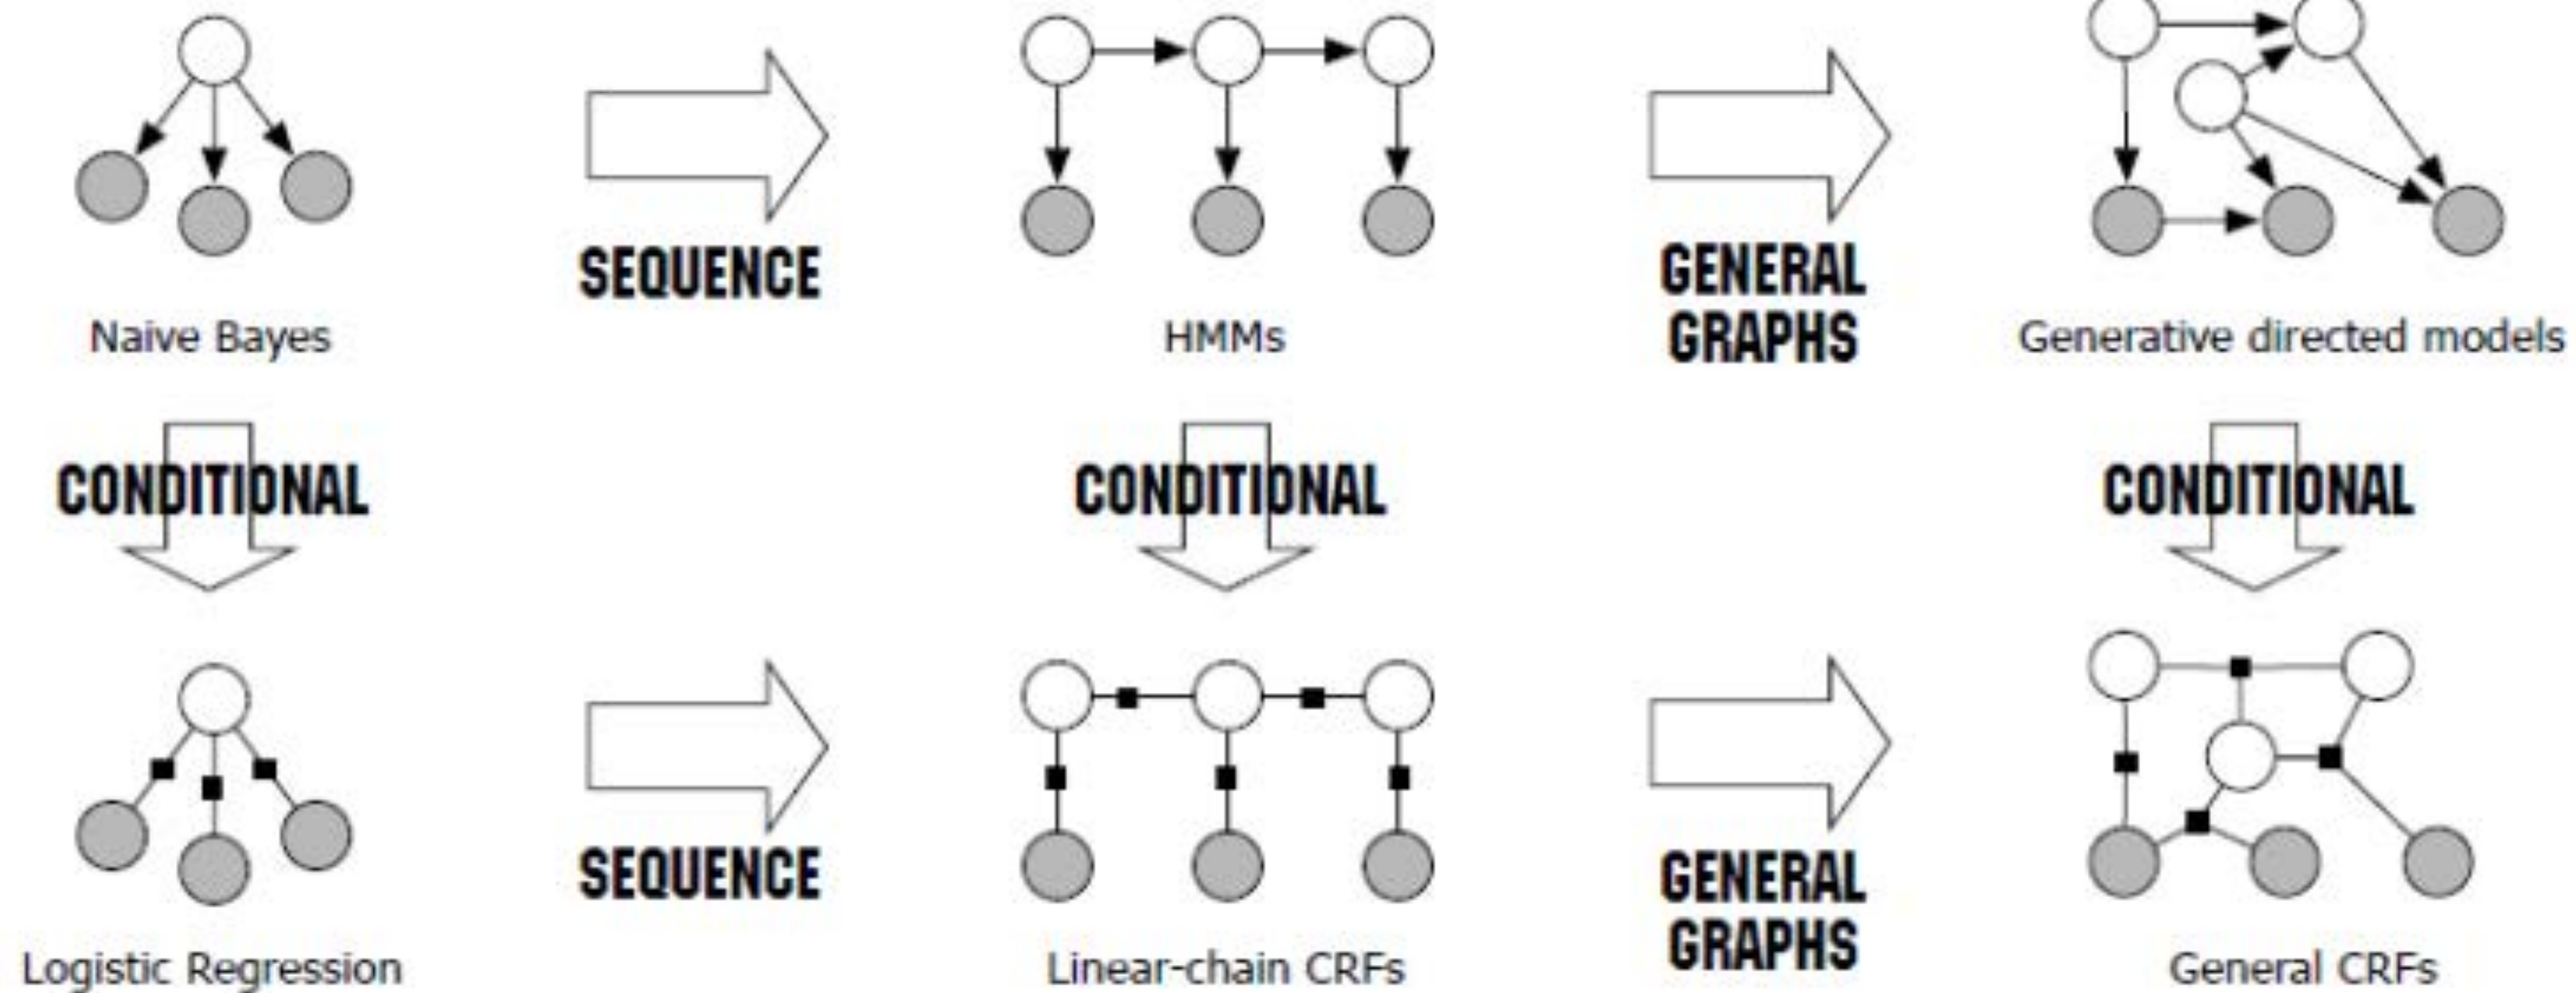 SEQUENCE
GENERAL
GRAPHS
Naive Bayes
HMMs
Generative directed models
CONDITIONAL
CONDITIONAL
CONDITIONAL
SEQUENCE
GENERAL
GRAPHS
Logistic Regression
Linear-chain CRFs
General CRFs